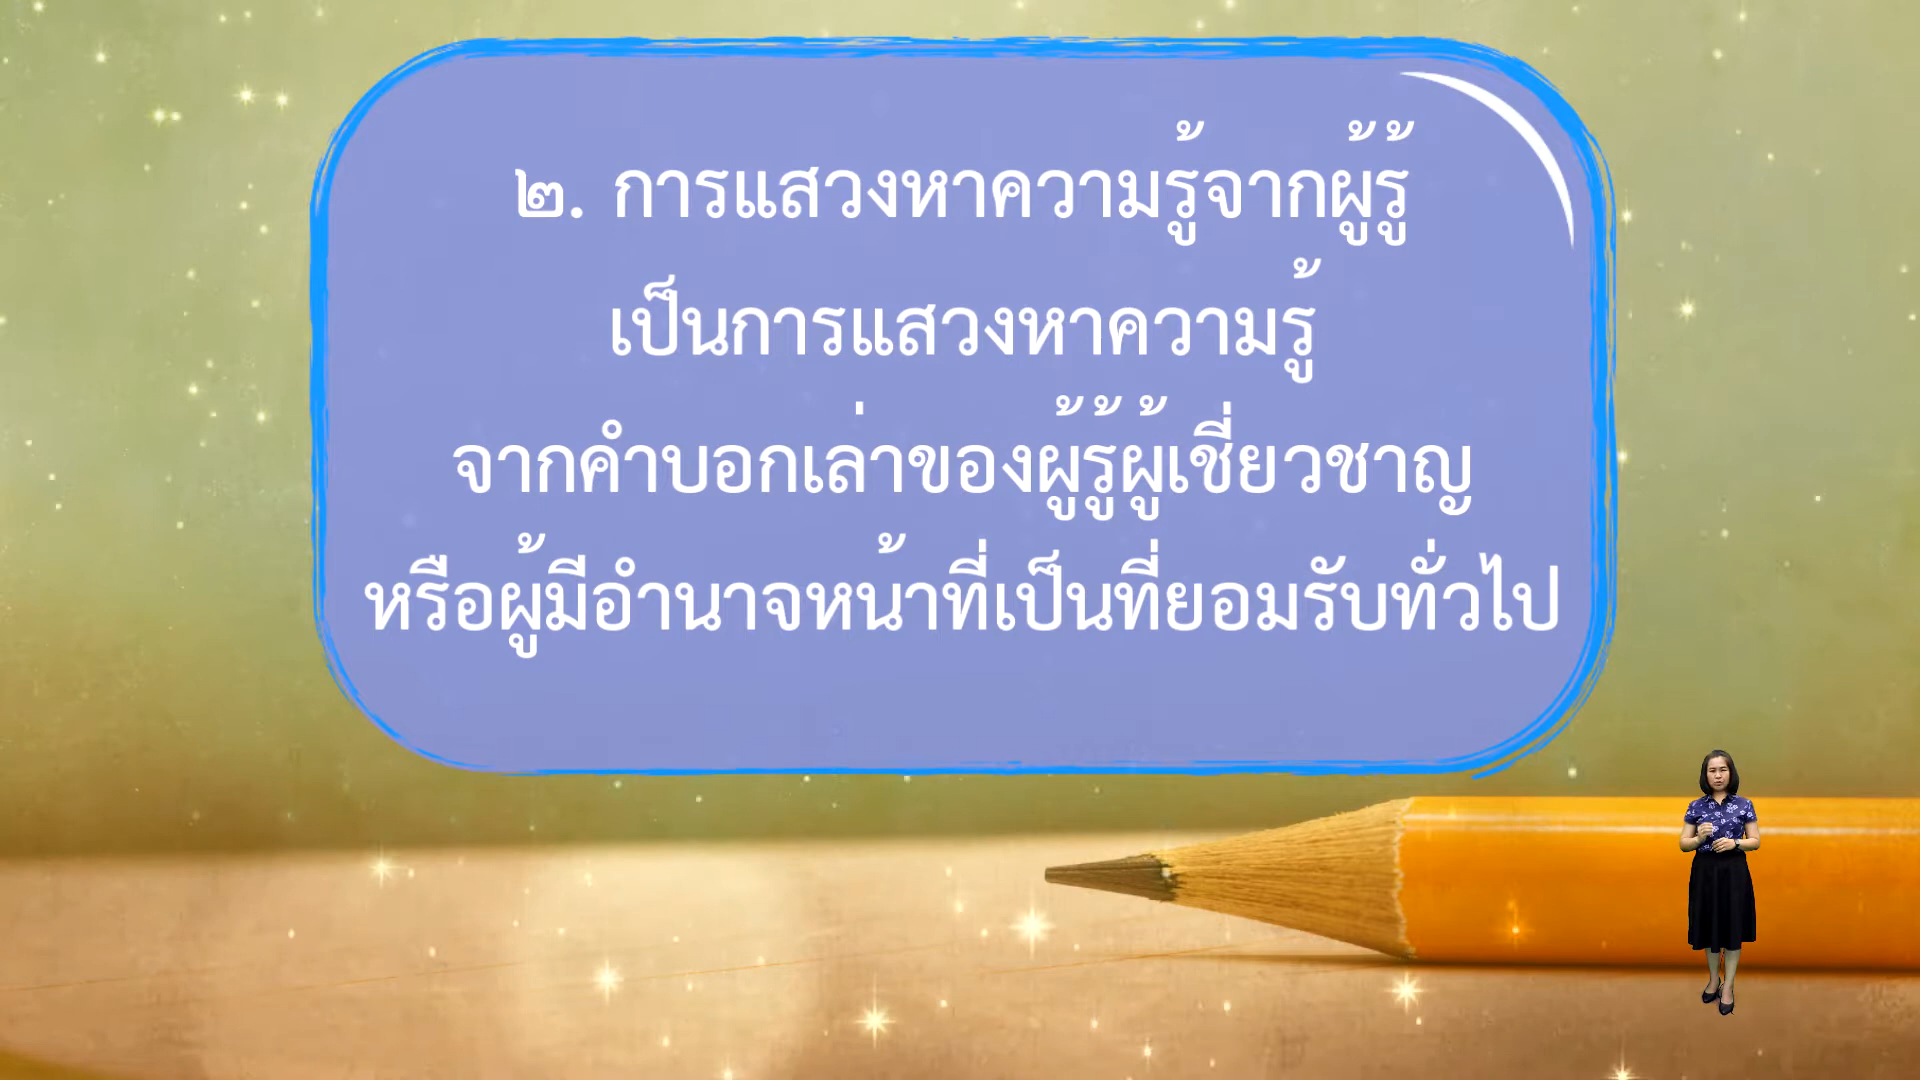 ๒. การแสวงหาความรู้จากผู้รู้
เป็นการแสวงหาความรู้
จากคำบอกเล่าของผู้รู้ผู้เชี่ยวชาญ
หรือผู้มีอำนาจหน้าที่เป็นที่ยอมรับทั่วไป